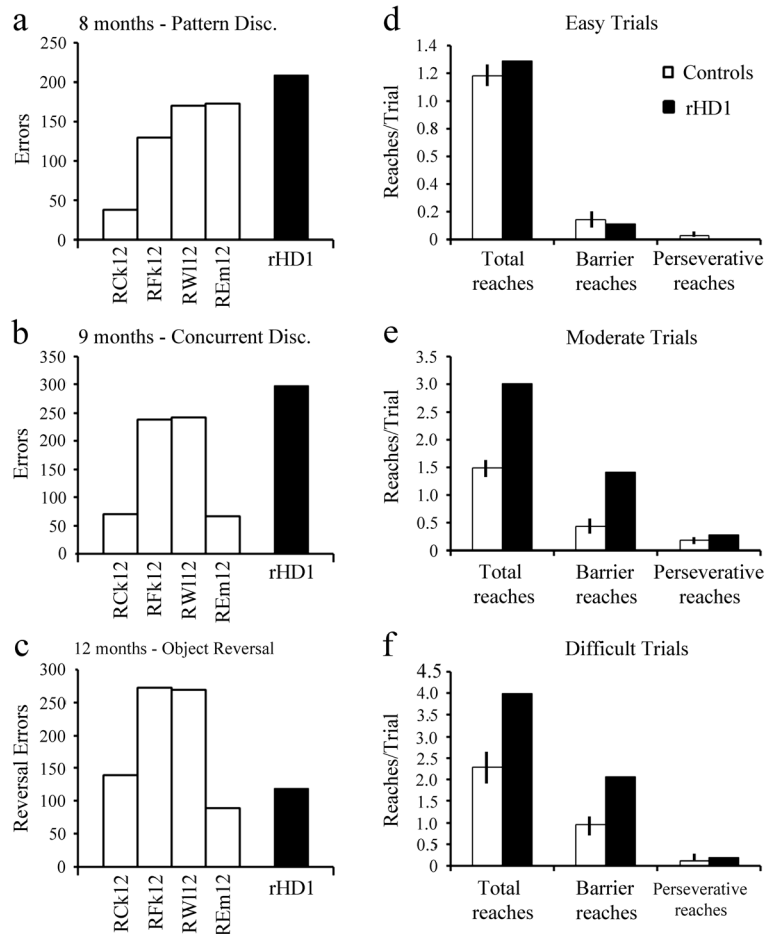 a
8 months - Pattern Disc.
250
200
150
100
50
0
Errors
RCk12
RFk12
RWl12
REm12
rHD1
b
9 months - Concurrent Disc.
350
300
250
200
150
100
50
0
Errors
RCk12
RFk12
RWl12
REm12
rHD1
c
12 months - Object Reversal
300
250
200
150
100
50
0
Reversal Errors
RCk12
RFk12
RWl12
REm12
rHD1
d
Easy Trials
1.4
1.2
1.0
0.8
0.2
0.4
0.2
0
Reaches/Trial
Controls
rHD1
Total
reaches
Barrier
reaches
Perseverative
reaches
e
Moderate Trials
3.5
3.0
2.5
2.0
1.5
1.0
0.5
0
Reaches/Trial
Total
reaches
Barrier
reaches
Perseverative
reaches
f
Difficult Trials
4.5
4.0
3.5
3.0
2.5
2.0
1.5
1.0
0.5
0
Reaches/Trial
Total
reaches
Barrier
reaches
Perseverative
reaches